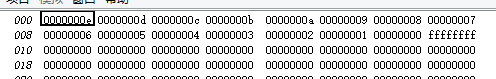 000 0000000e 0000000d 0000000c 0000000b 0000000a 00000009 00000008 00000007
008 00000006 00000005 00000004 00000003 00000002 00000001 00000000 ffffffff
010 00000000 00000000 00000000 00000000 00000000 00000000 00000000 00000000
018 00000000 00000000 00000000 00000000 00000000 00000000 00000000 00000000